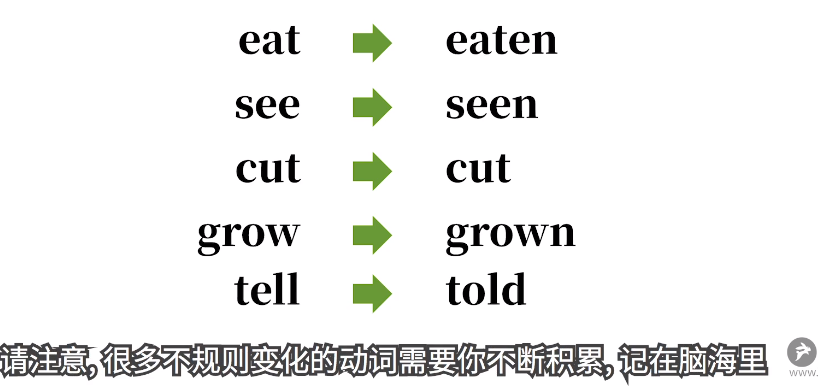 eat eaten
see seen
cut cut
grow grown
tell told
请注意, 很多不规则变化的动词需要你不断积累, 记在脑海里
www.